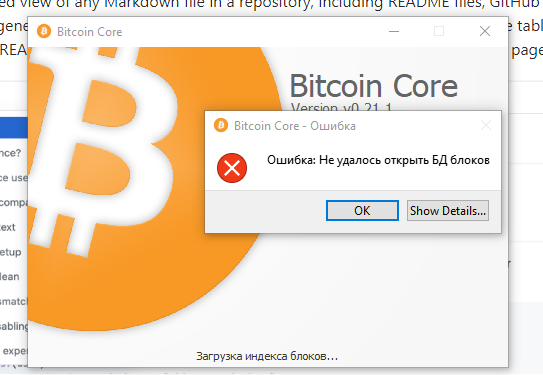 ed view of any Markdown file in a repository, including README files, GitHub
Bitcoin Core
Bitcoin Core
Version v0.21.1
Bitcoin Core - Ошибка
Ошибка: Не удалось открыть БД блоков
OK
Show Details...
Загрузка индекса блоков...
gene
e tabl
REA
page
nce?
ce use
compa
text
etup
lean
smatc
abling
exper